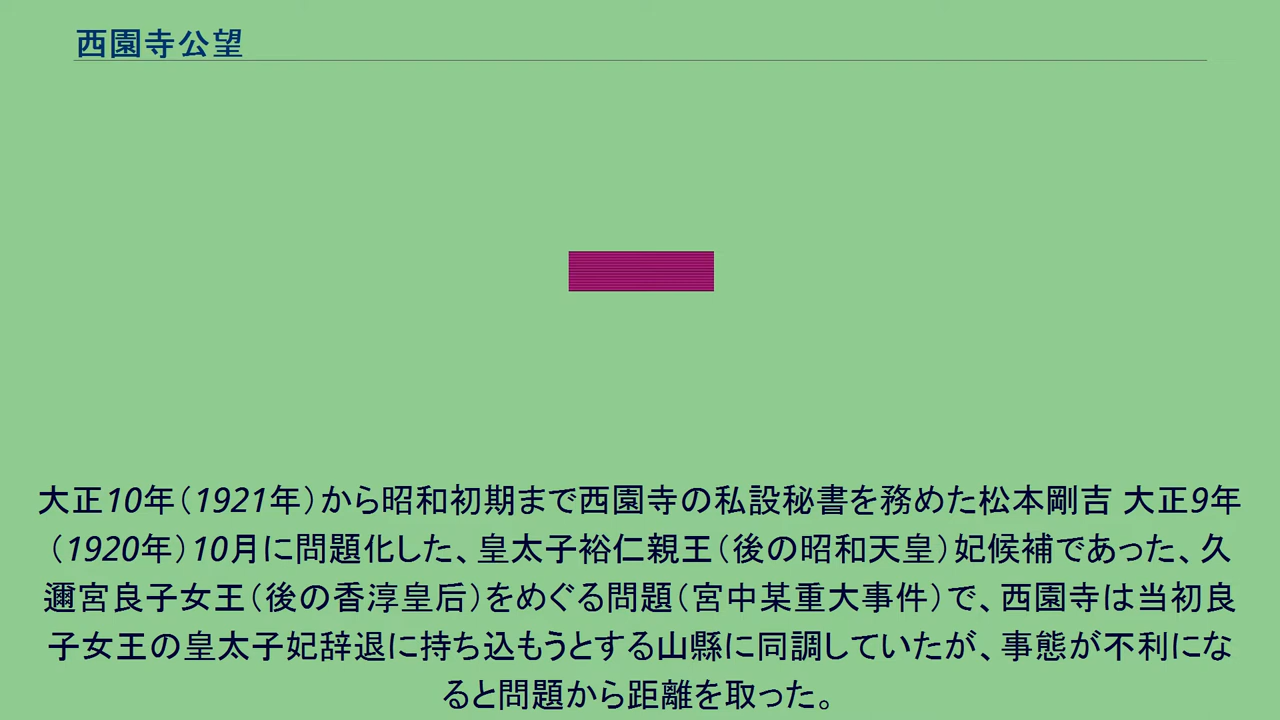 西園寺公望
大正10年（1921年）から昭和初期まで西園寺の私設秘書を務めた松本剛吉 大正9年
（1920年）10月に問題化した、皇太子裕仁親王（後の昭和天皇）妃候補であった、久
邇宮良子女王（後の香淳皇后）をめぐる問題（宮中某重大事件）で、西園寺は当初良
子女王の皇太子妃辞退に持ち込もうとする山縣に同調していたが、事態が不利にな
ると問題から距離を取った。